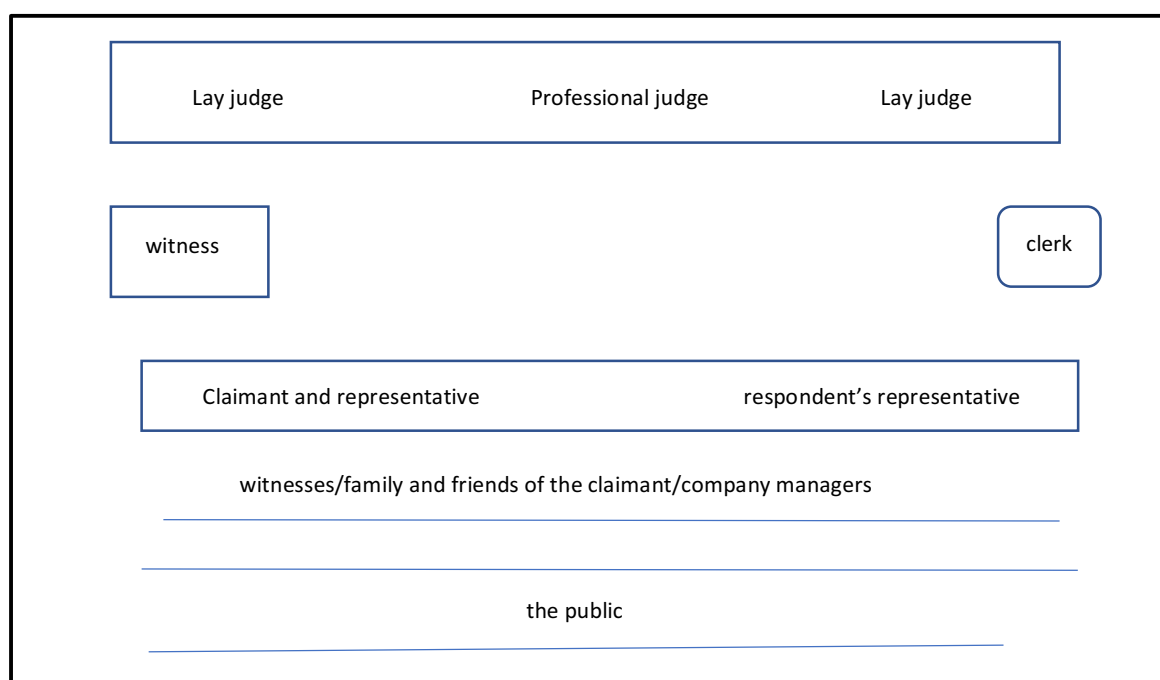 Lay judge Professional judge Lay judge
witness clerk
Claimant and representative respondent’s representative
witnesses/family and friends of the claimant/company managers
the public